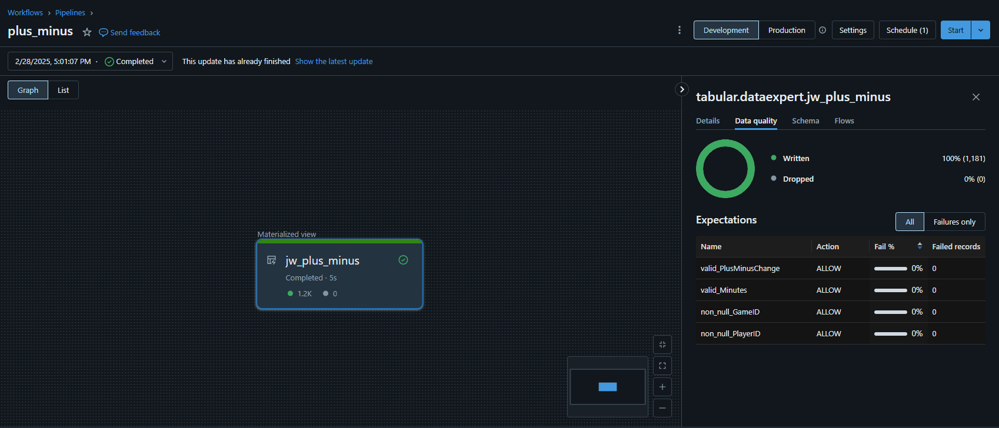 Workflows › Pipelines ›
plus_minus Send feedback
Development Production Settings Schedule (1) Start
2/28/2025, 5:01:07 PM · Completed This update has already finished Show the latest update
Graph List
Materialized view
jw_plus_minus
Completed · 5s
1.2K 0
tabular.dataexpert.jw_plus_minus
Details Data quality Schema Flows
Written 100% (1,181)
Dropped 0% (0)
Expectations All Failures only
Name Action Fail % Failed records
valid_PlusMinusChange ALLOW 0% 0
valid_Minutes ALLOW 0% 0
non_null_GameID ALLOW 0% 0
non_null_PlayerID ALLOW 0% 0